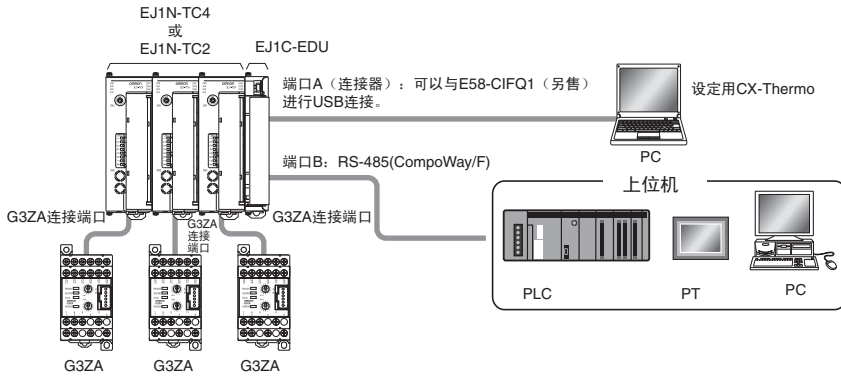 EJ1N-TC4
或
EJ1N-TC2
EJ1C-EDU
端口A（连接器）：可以与E58-CIFQ1（另售）
进行USB连接。
设定用CX-Thermo
PC
端口B：RS-485(CompoWay/F)
上位机
G3ZA连接端口
G3ZA
连接
端口
G3ZA连接端口
PLC
PT
PC
G3ZA
G3ZA
G3ZA